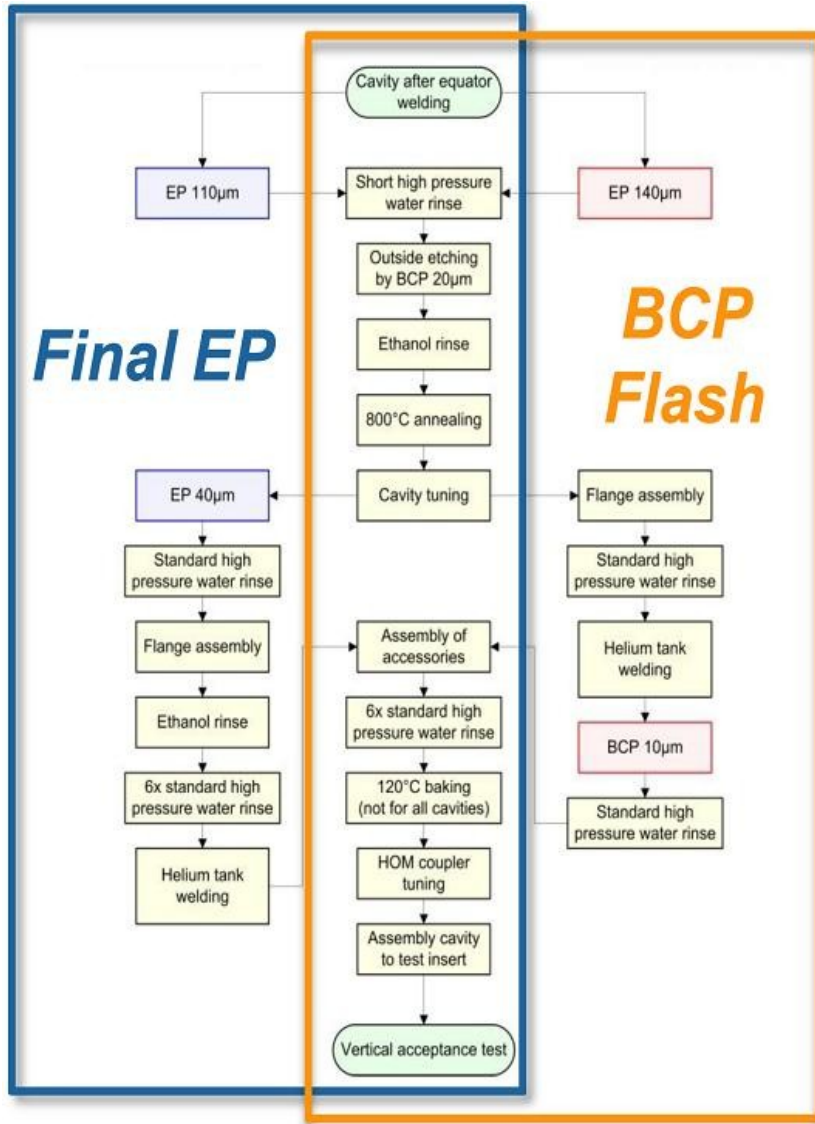 Cavity after equator
welding
EP 110µm
Short high pressure
water rinse
EP 140µm
Outside etching
by BCP 20µm
Ethanol rinse
800°C annealing
Final EP
BCP
Flash
EP 40µm
Cavity tuning
Flange assembly
Standard high
pressure water rinse
Standard high
pressure water rinse
Flange assembly
Assembly of
accessories
Helium tank
welding
Ethanol rinse
6x standard high
pressure water rinse
BCP 10µm
6x standard high
pressure water rinse
120°C baking
(not for all cavities)
Standard high
pressure water rinse
Helium tank
welding
HOM coupler
tuning
Assembly cavity
to test insert
Vertical acceptance test